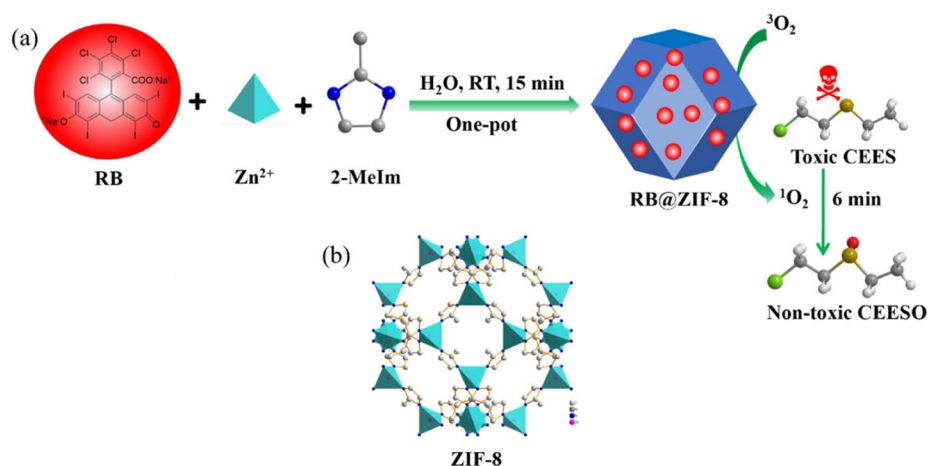 (a)
Cl
Cl
Cl
Cl
COO Na⁺
I
I
⁺Na⁻O
O
O
I
I
RB
+
Zn²⁺
+
2-MeIm
H₂O, RT, 15 min
One-pot
RB@ZIF-8
³O₂
¹O₂
Toxic CEES
6 min
Non-toxic CEESO
(b)
ZIF-8